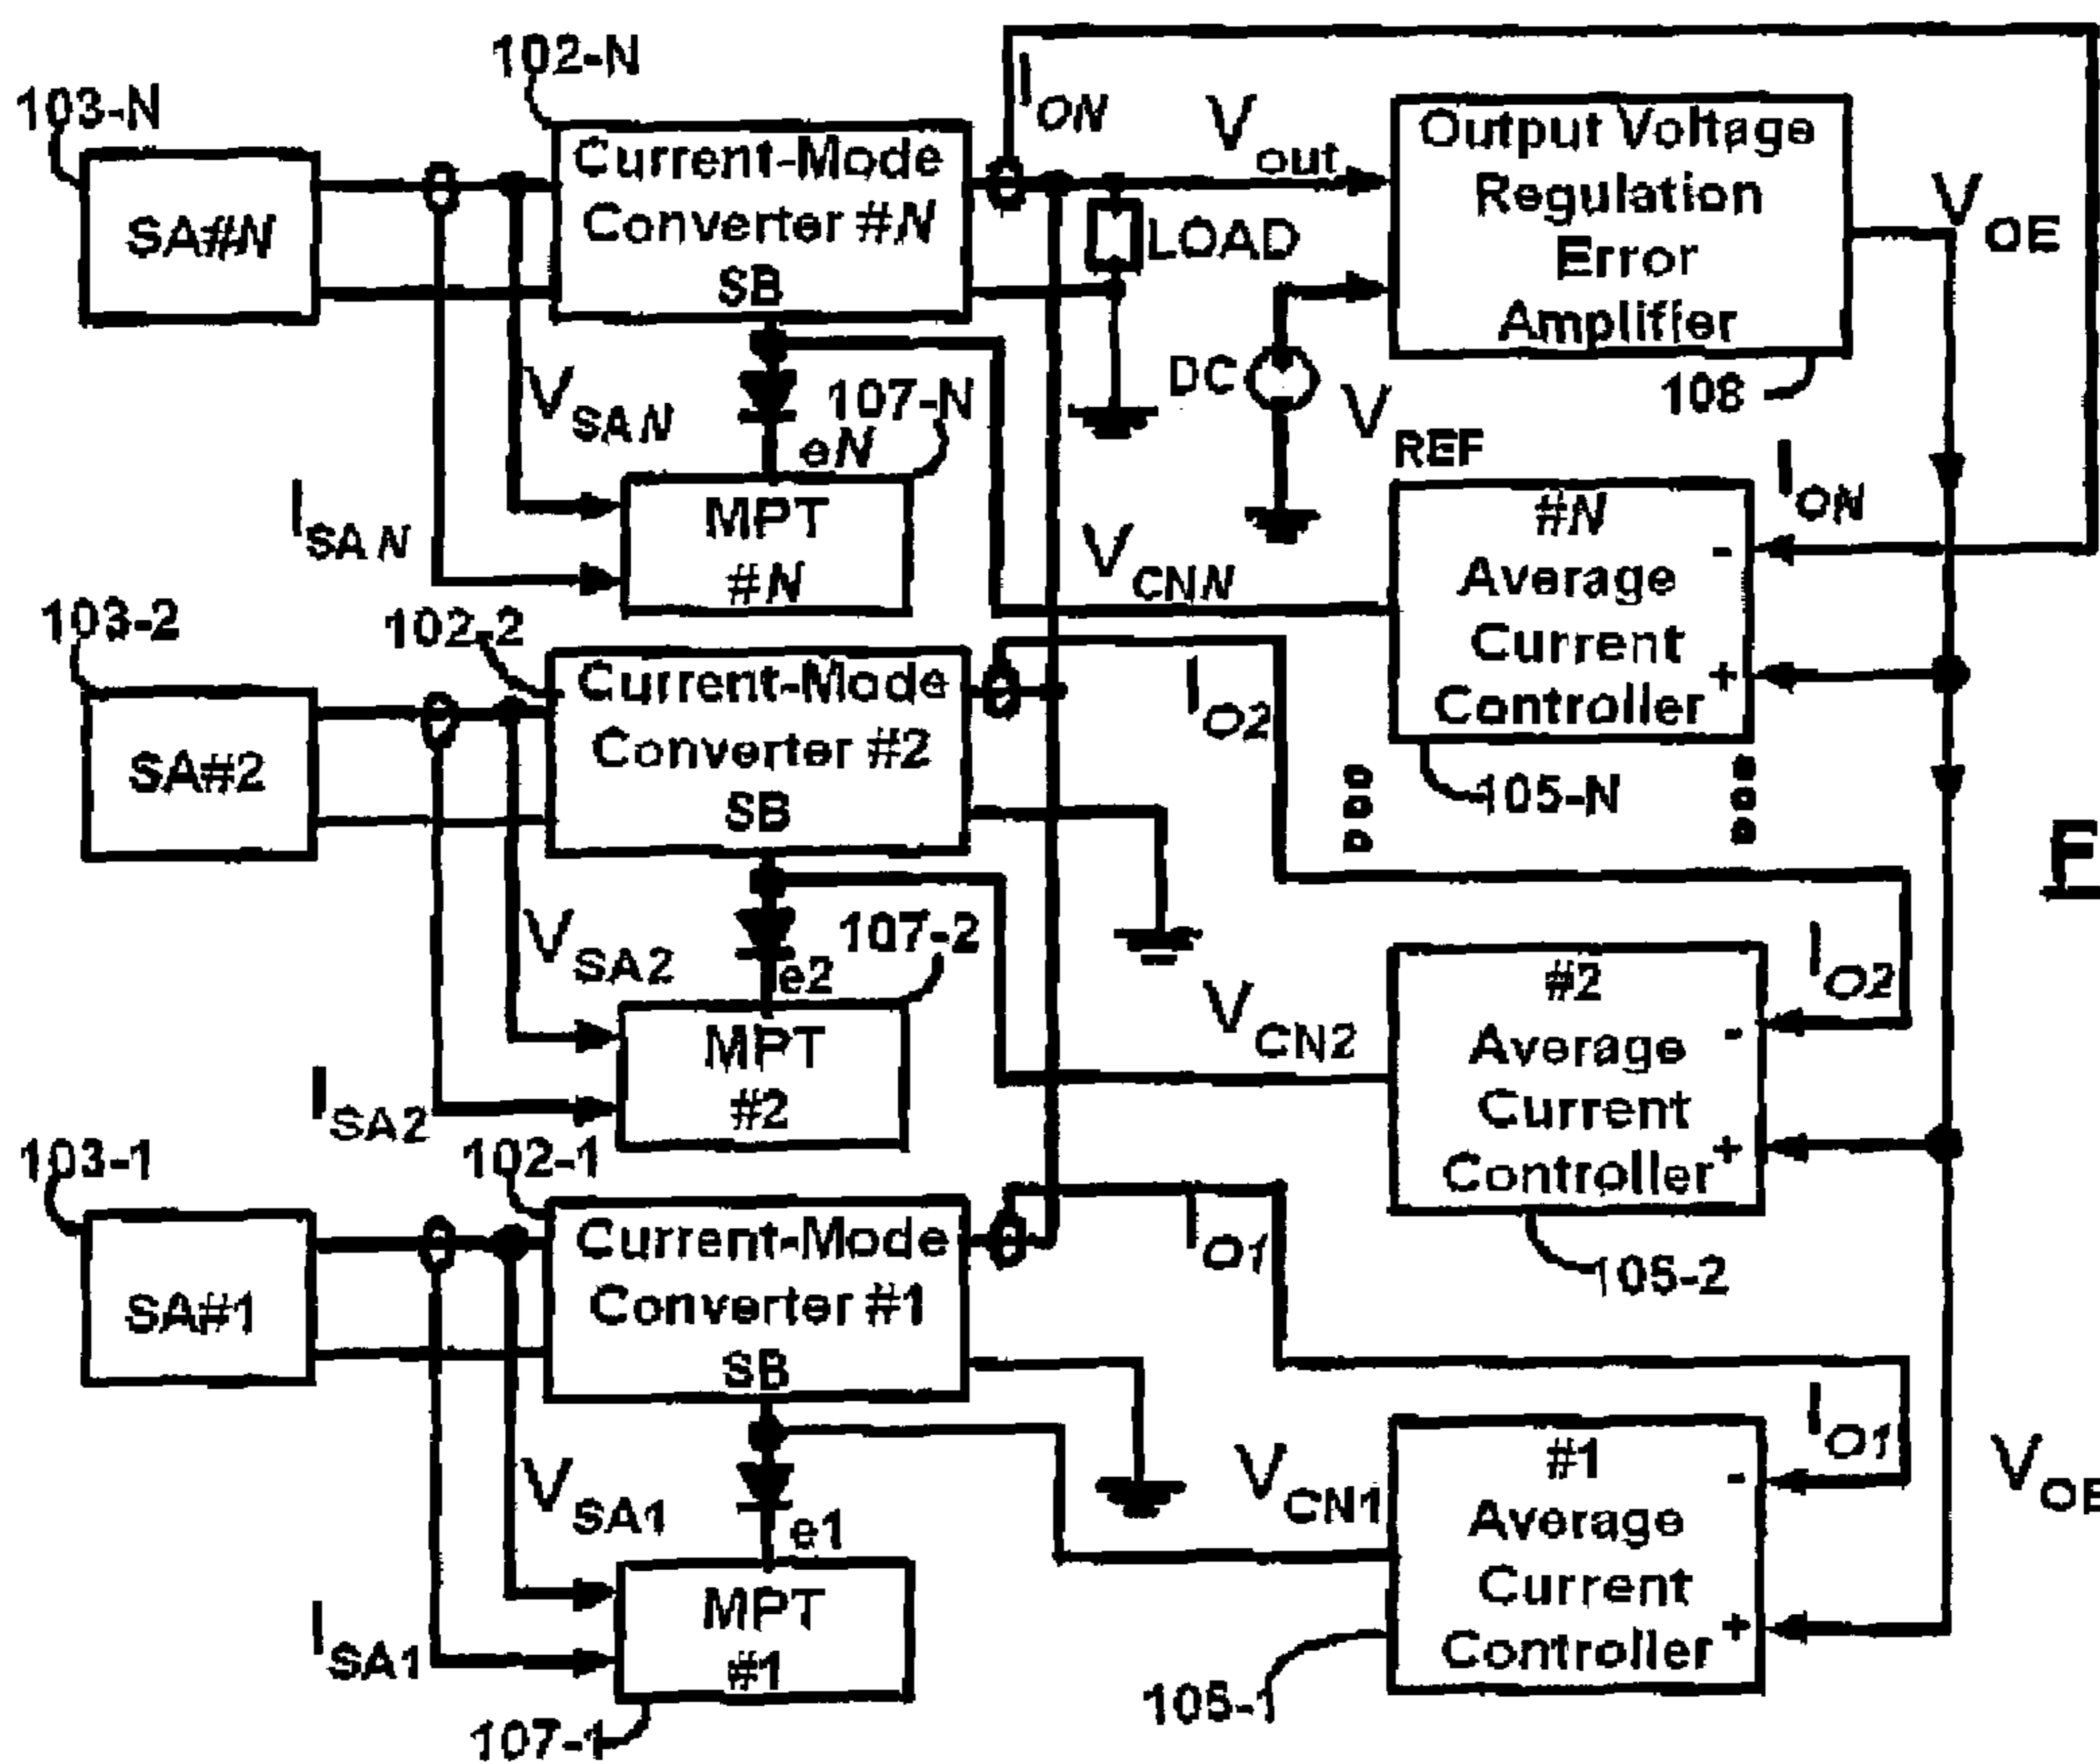 102-N
103-N
SA#N
Current-Mode
Converter #N
SB
I ON
V out
LOAD
Output Voltage
Regulation
Error
Amplifier
V OE
108
DC
V REF
V SAN
I SAN
eN
107-N
MPT
#N
V CNN
#N
Average
Current
Controller
-
+
I ON
105-N
103-2
102-2
SA#2
Current-Mode
Converter #2
SB
I O2
V SA2
I SA2
e2
107-2
MPT
#2
V CN2
#2
Average
Current
Controller
-
+
I O2
105-2
F
103-1
102-1
SA#1
Current-Mode
Converter #1
SB
I O1
V SA1
I SA1
e1
MPT
#1
107-1
V CN1
#1
Average
Current
Controller
-
+
I O1
V OE
105-1